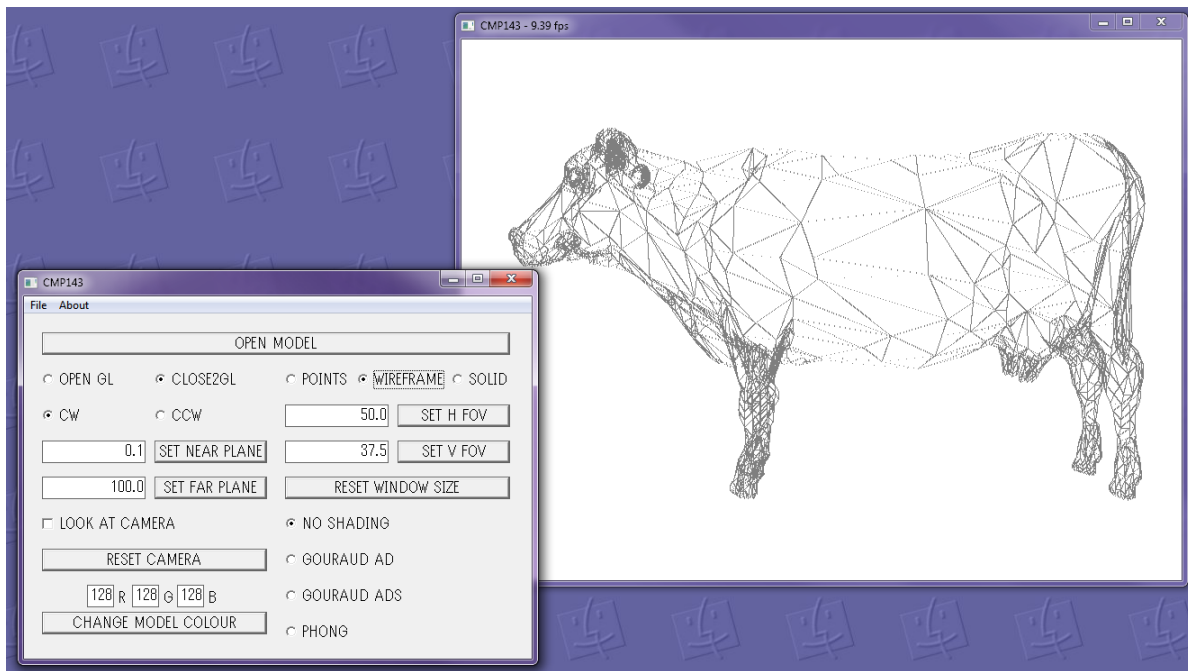 CMP143 - 9.39 fps
CMP143
File About
OPEN MODEL
OPEN GL CLOSE2GL POINTS WIREFRAME SOLID
CW CCW 50.0 SET H FOV
0.1 SET NEAR PLANE 37.5 SET V FOV
100.0 SET FAR PLANE RESET WINDOW SIZE
LOOK AT CAMERA NO SHADING
RESET CAMERA GOURAUD AD
128 R 128 G 128 B GOURAUD ADS
CHANGE MODEL COLOUR PHONG